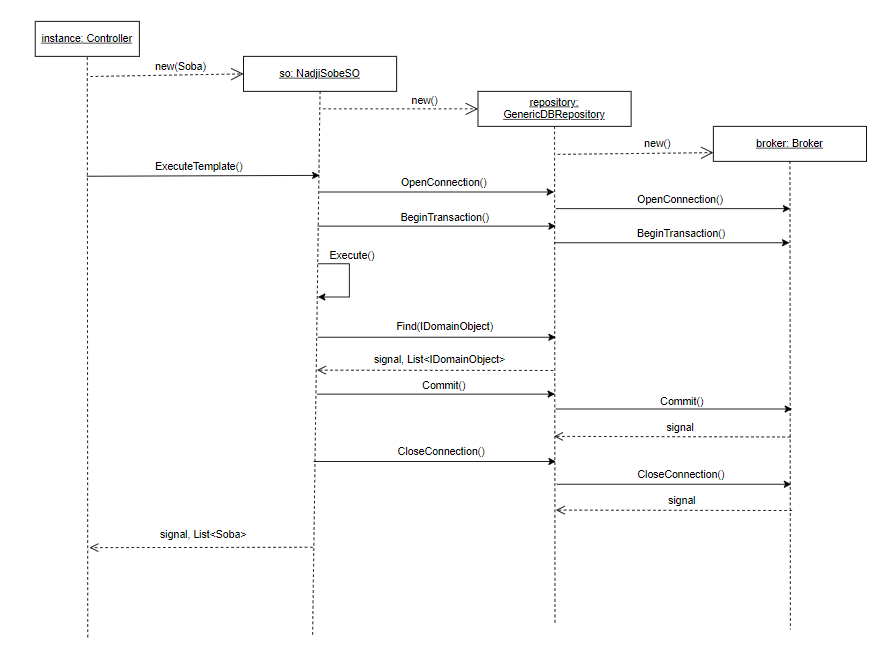 instance: Controller
new(Soba)
so: NadjiSobeSO
new()
repository:
GenericDBRepository
new()
broker: Broker
ExecuteTemplate()
OpenConnection()
OpenConnection()
BeginTransaction()
BeginTransaction()
Execute()
Find(IDomainObject)
signal, List<IDomainObject>
Commit()
Commit()
signal
CloseConnection()
CloseConnection()
signal
signal, List<Soba>